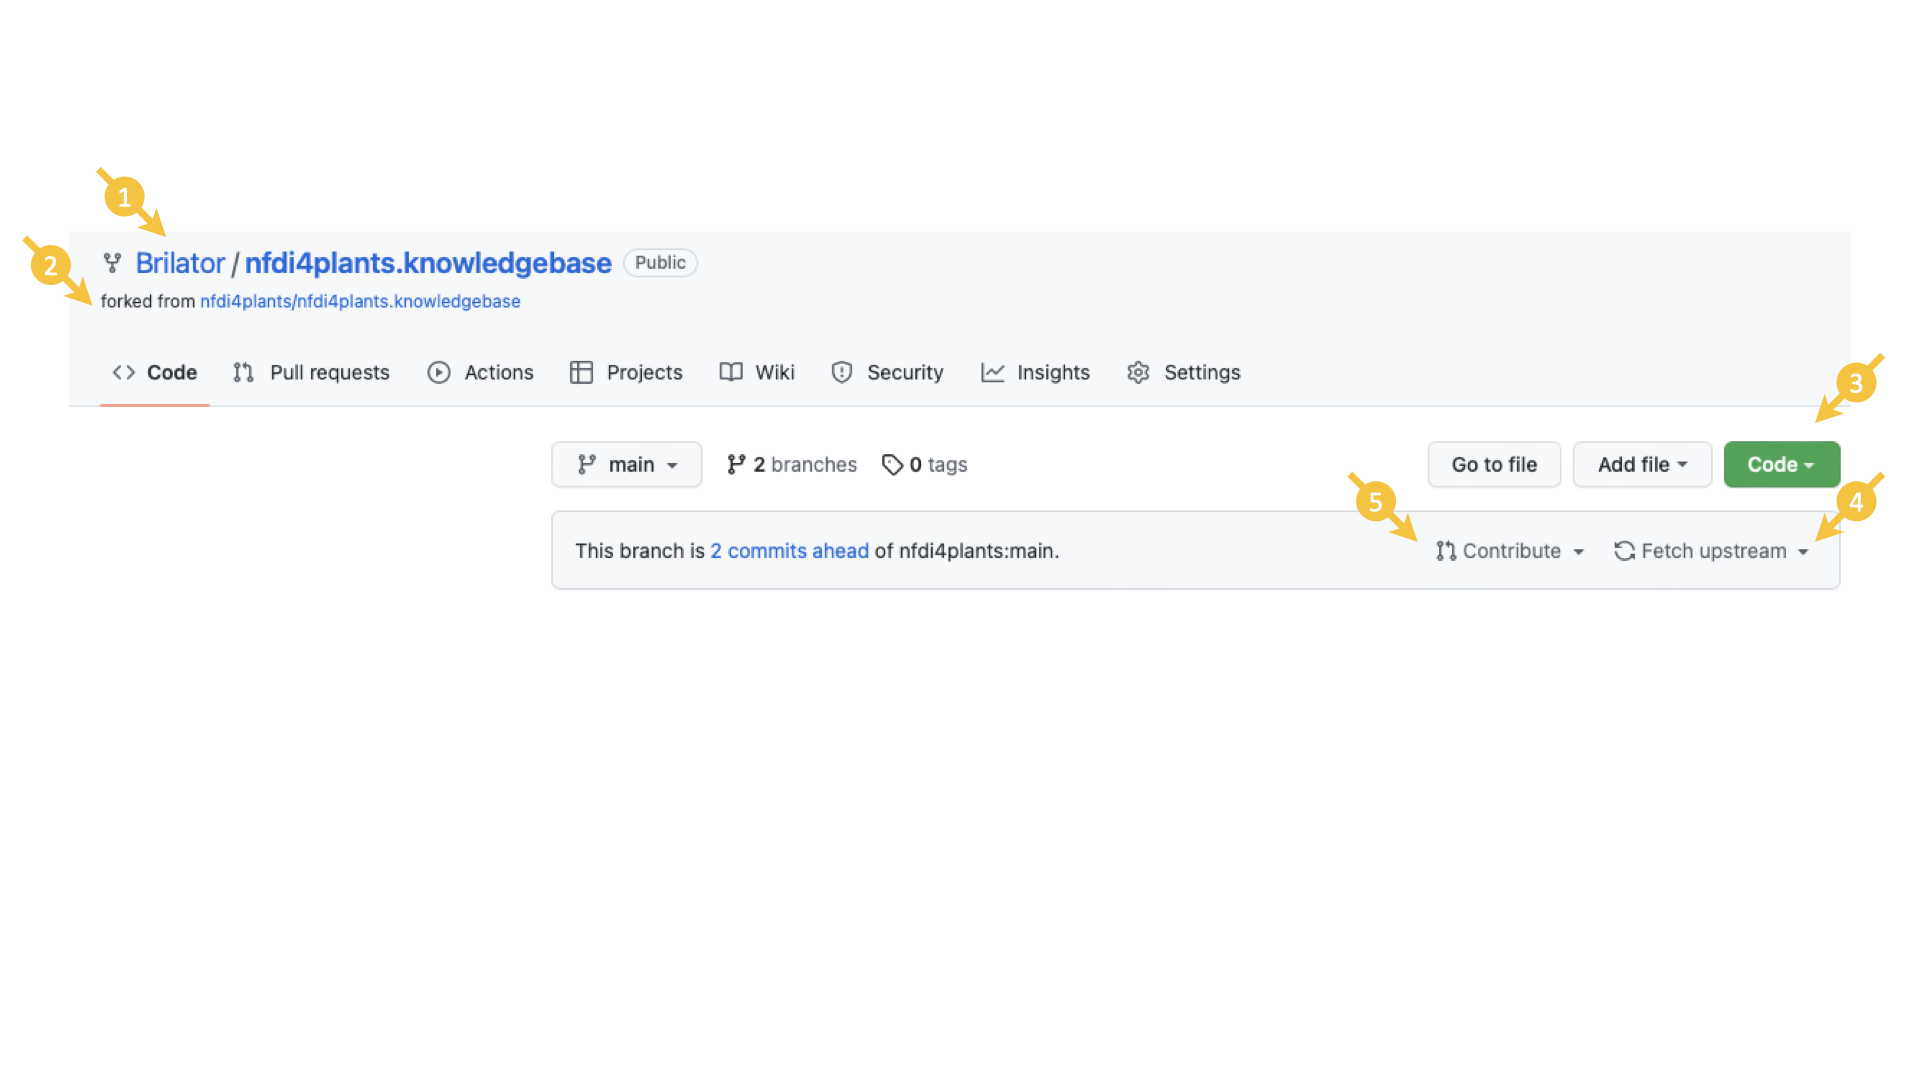 1
Brilator / nfdi4plants.knowledgebase Public
2
forked from nfdi4plants/nfdi4plants.knowledgebase
Code Pull requests Actions Projects Wiki Security Insights Settings
3
main 2 branches 0 tags Go to file Add file Code
5 4
This branch is 2 commits ahead of nfdi4plants:main. Contribute Fetch upstream